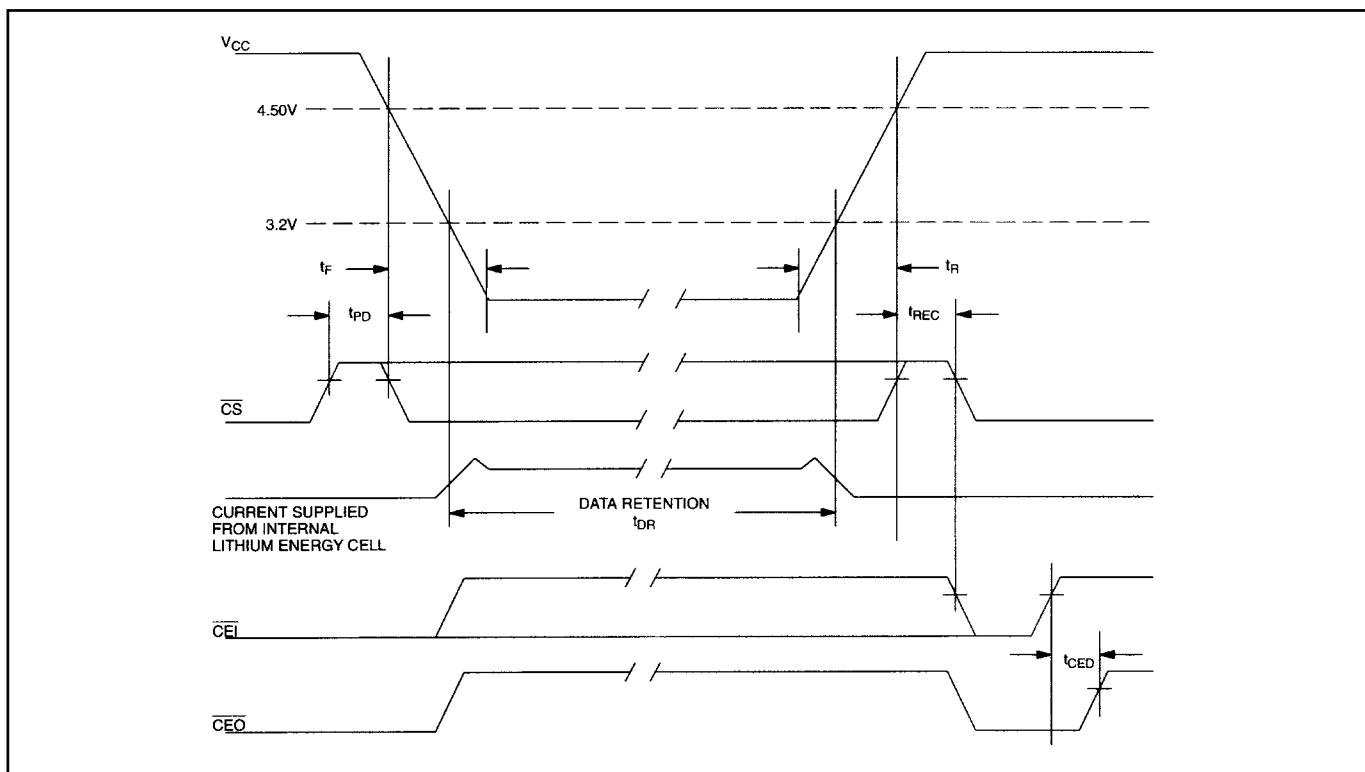 VCC
4.50V
3.2V
tF
tR
tPD
tREC
CS
DATA RETENTION
tDR
CURRENT SUPPLIED
FROM INTERNAL
LITHIUM ENERGY CELL
CEI
tCED
CEO